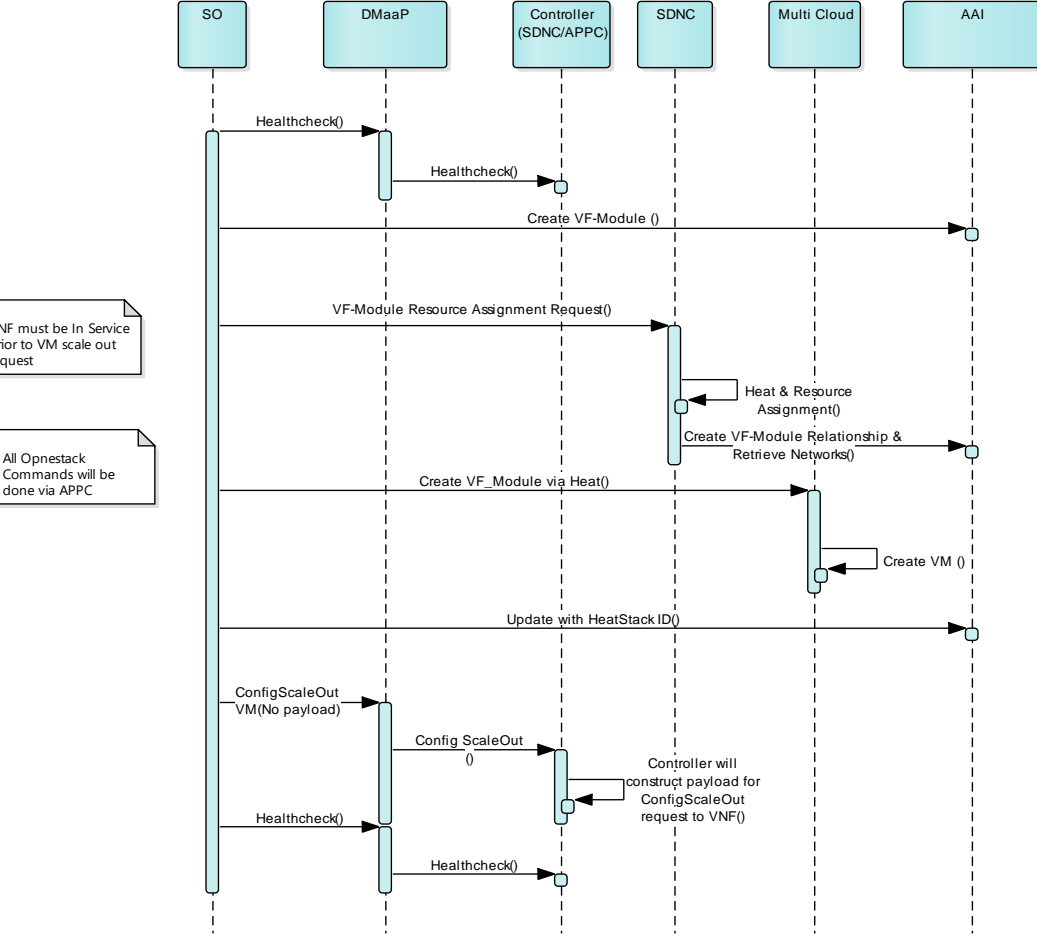 SO
DMaaP
Controller
(SDNC/APPC)
SDNC
Multi Cloud
AAI
Healthcheck()
Healthcheck()
Create VF-Module ()
VF-Module Resource Assignment Request()
NF must be In Service
rior to VM scale out
quest
Heat & Resource
Assignment()
Create VF-Module Relationship &
Retrieve Networks()
All Opnestack
Commands will be
done via APPC
Create VF_Module via Heat()
Create VM ()
Update with HeatStack ID()
ConfigScaleOut
VM(No payload)
Config ScaleOut
()
Controller will
construct payload for
ConfigScaleOut
request to VNF()
Healthcheck()
Healthcheck()